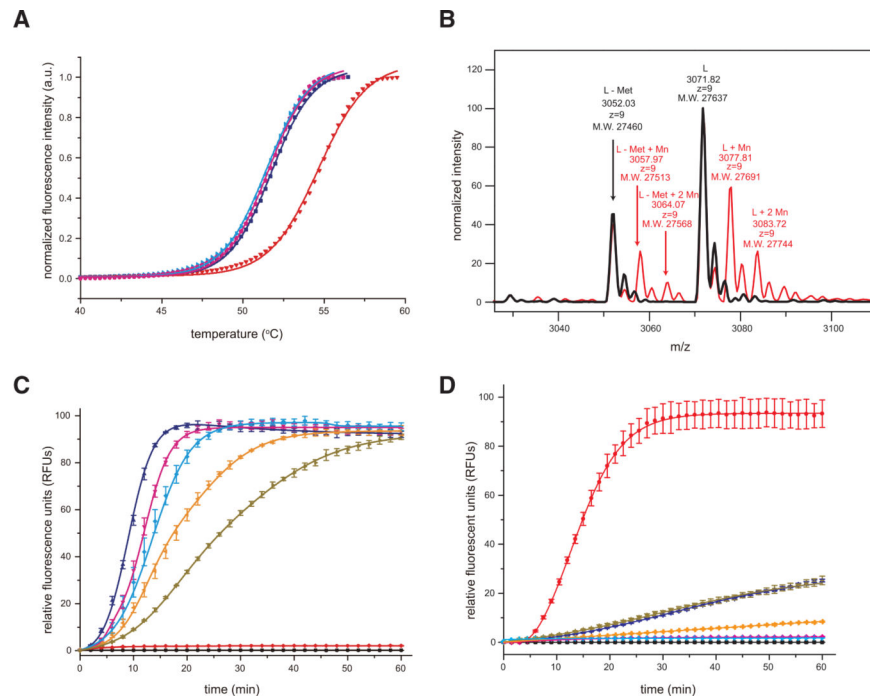 A
normalized fluorescence intensity (a.u.)
1.0
0.8
0.6
0.4
0.2
0.0
40
45
50
55
60
temperature (°C)
B
normalized intensity
120
100
80
60
40
20
0
L - Met
3052.03
z=9
M.W. 27460
L - Met + Mn
3057.97
z=9
M.W. 27513
L - Met + 2 Mn
3064.07
z=9
M.W. 27568
L
3071.82
z=9
M.W. 27637
L + Mn
3077.81
z=9
M.W. 27691
L + 2 Mn
3083.72
z=9
M.W. 27744
3040
3060
3080
3100
m/z
C
relative fluorescence units (RFUs)
100
80
60
40
20
0
0
10
20
30
40
50
60
time (min)
D
relative fluorescent units (RFUs)
100
80
60
40
20
0
0
10
20
30
40
50
60
time (min)